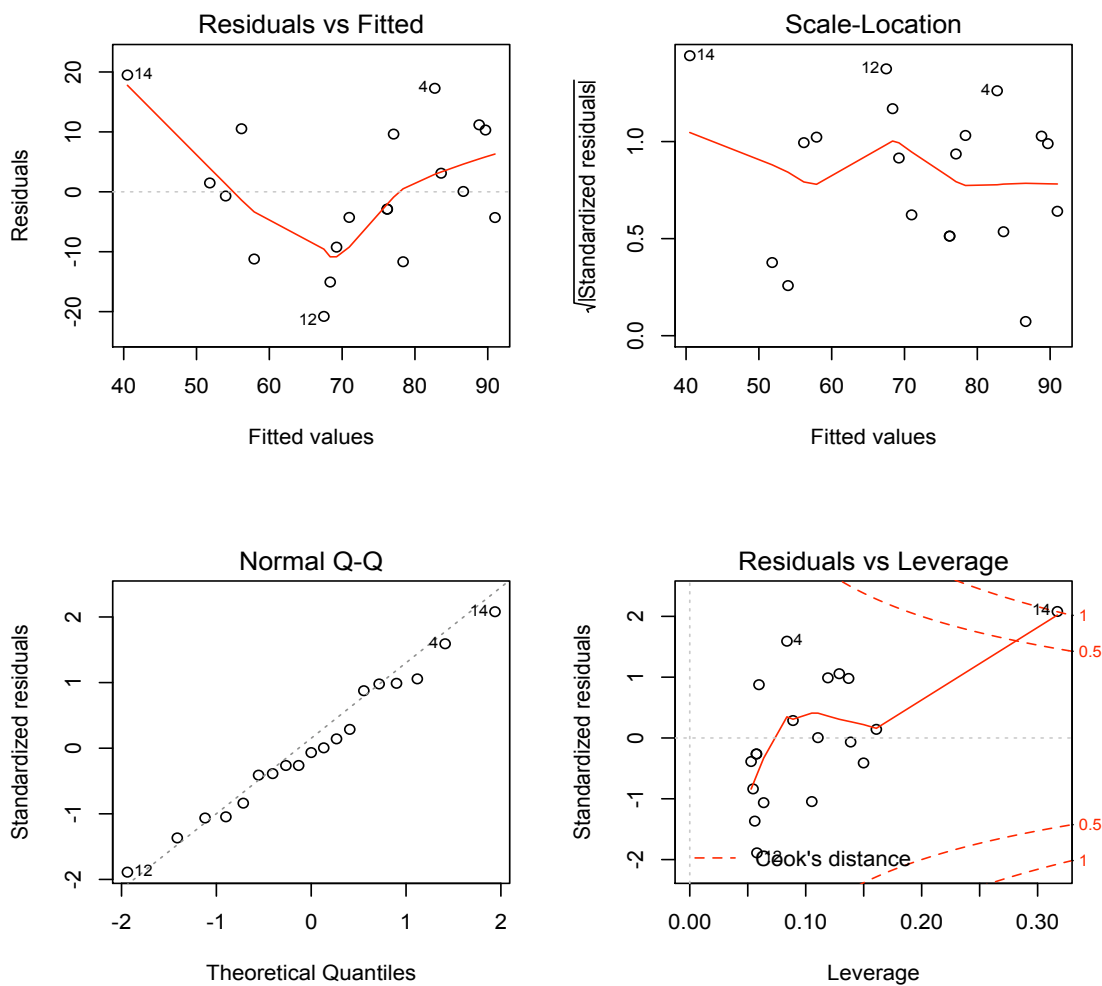 Residuals vs Fitted
Residuals
20
10
0
-10
-20
14
4
12
40 50 60 70 80 90
Fitted values
Scale-Location
√|Standardized residuals|
1.0
0.5
0.0
14
12
4
40 50 60 70 80 90
Fitted values
Normal Q-Q
Standardized residuals
2
1
0
-1
-2
14
4
12
-2 -1 0 1 2
Theoretical Quantiles
Residuals vs Leverage
Standardized residuals
2
1
0
-1
-2
14
4
12
Cook's distance
1
0.5
0.5
1
0.00 0.10 0.20 0.30
Leverage